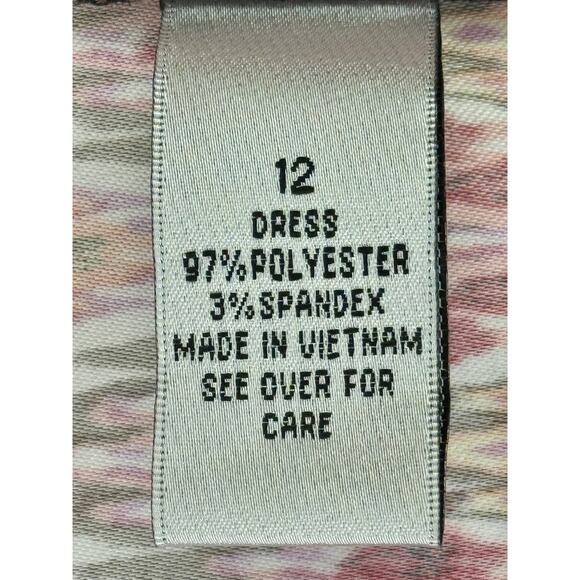 12
DRESS
97% POLYESTER
3% SPANDEX
MADE IN VIETNAM
SEE OVER FOR
CARE